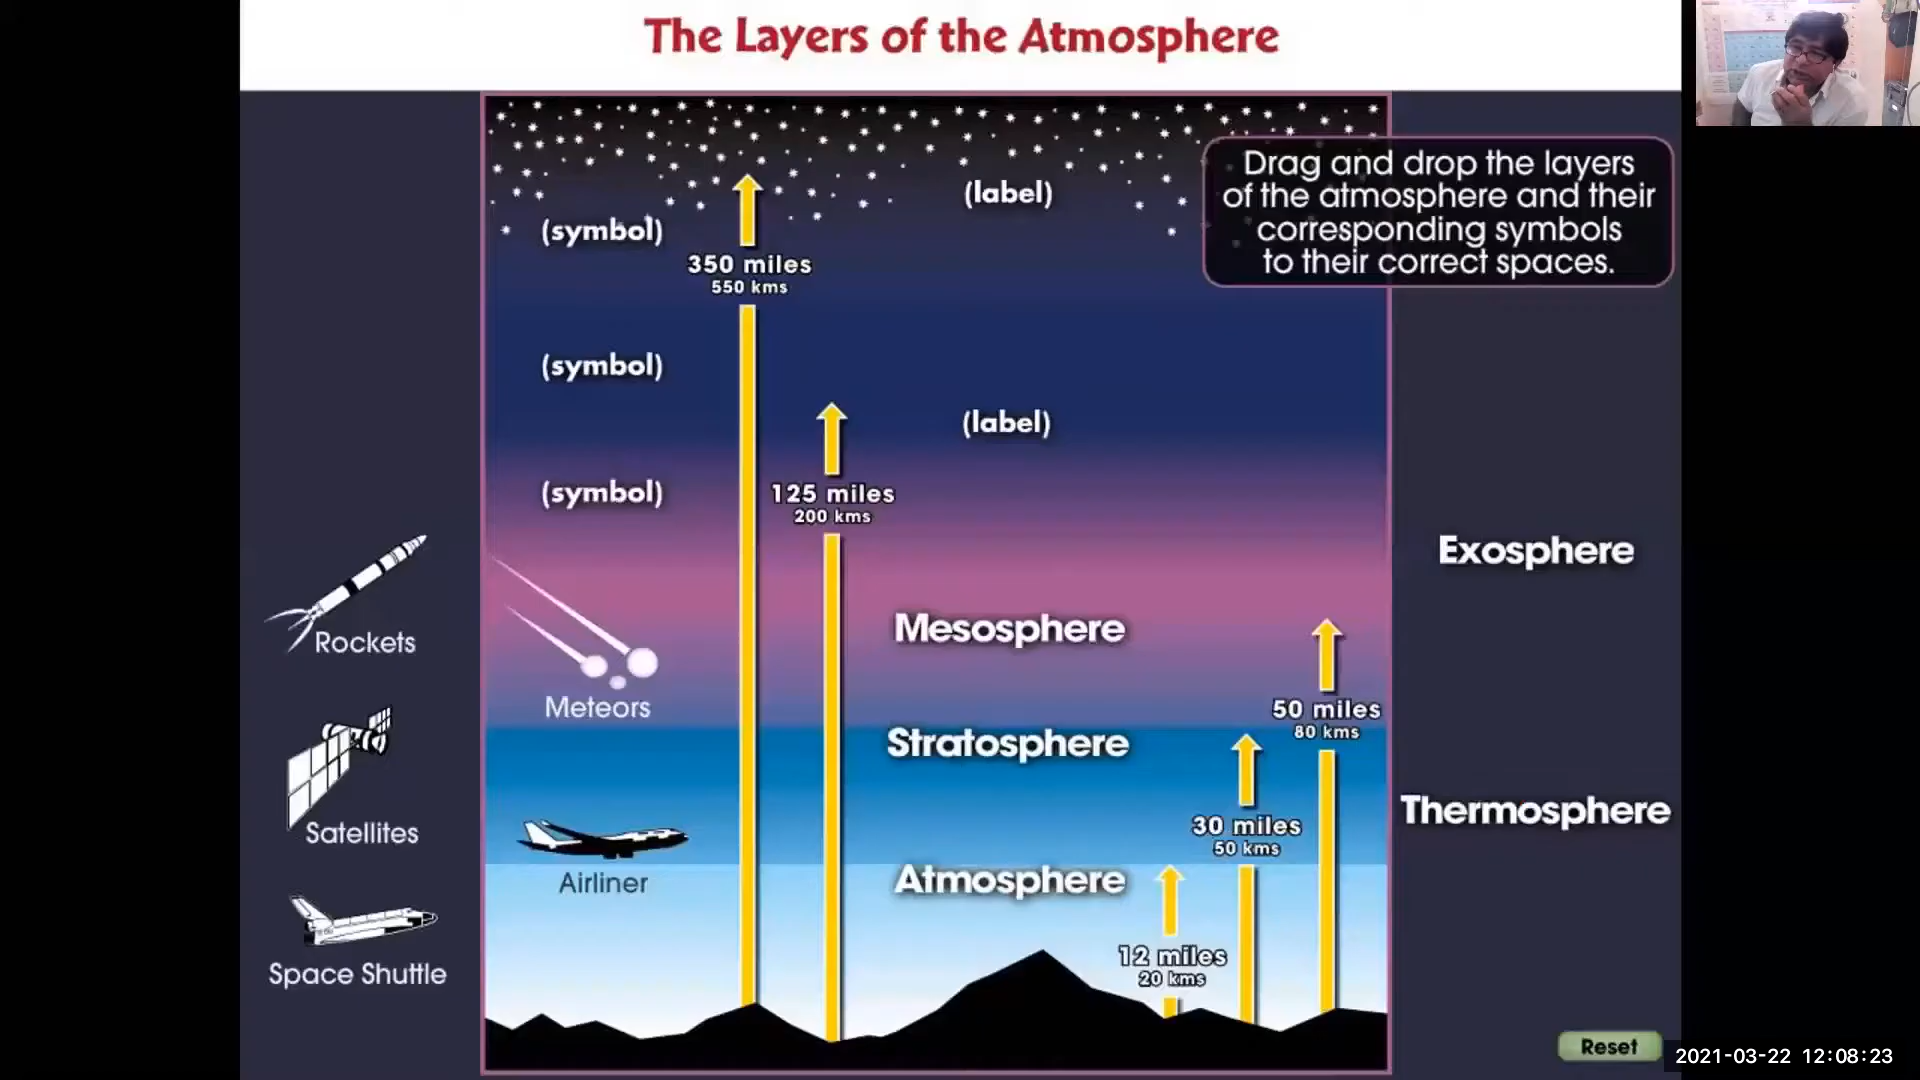 The Layers of the Atmosphere
Drag and drop the layers
of the atmosphere and their
corresponding symbols
to their correct spaces.
(label)
(symbol)
350 miles
550 kms
(symbol)
(label)
(symbol)
125 miles
200 kms
Exosphere
Rockets
Mesosphere
Meteors
50 miles
80 kms
Stratosphere
Thermosphere
Satellites
30 miles
50 kms
Airliner
Atmosphere
12 miles
20 kms
Space Shuttle
Reset
2021-03-22 12:08:23